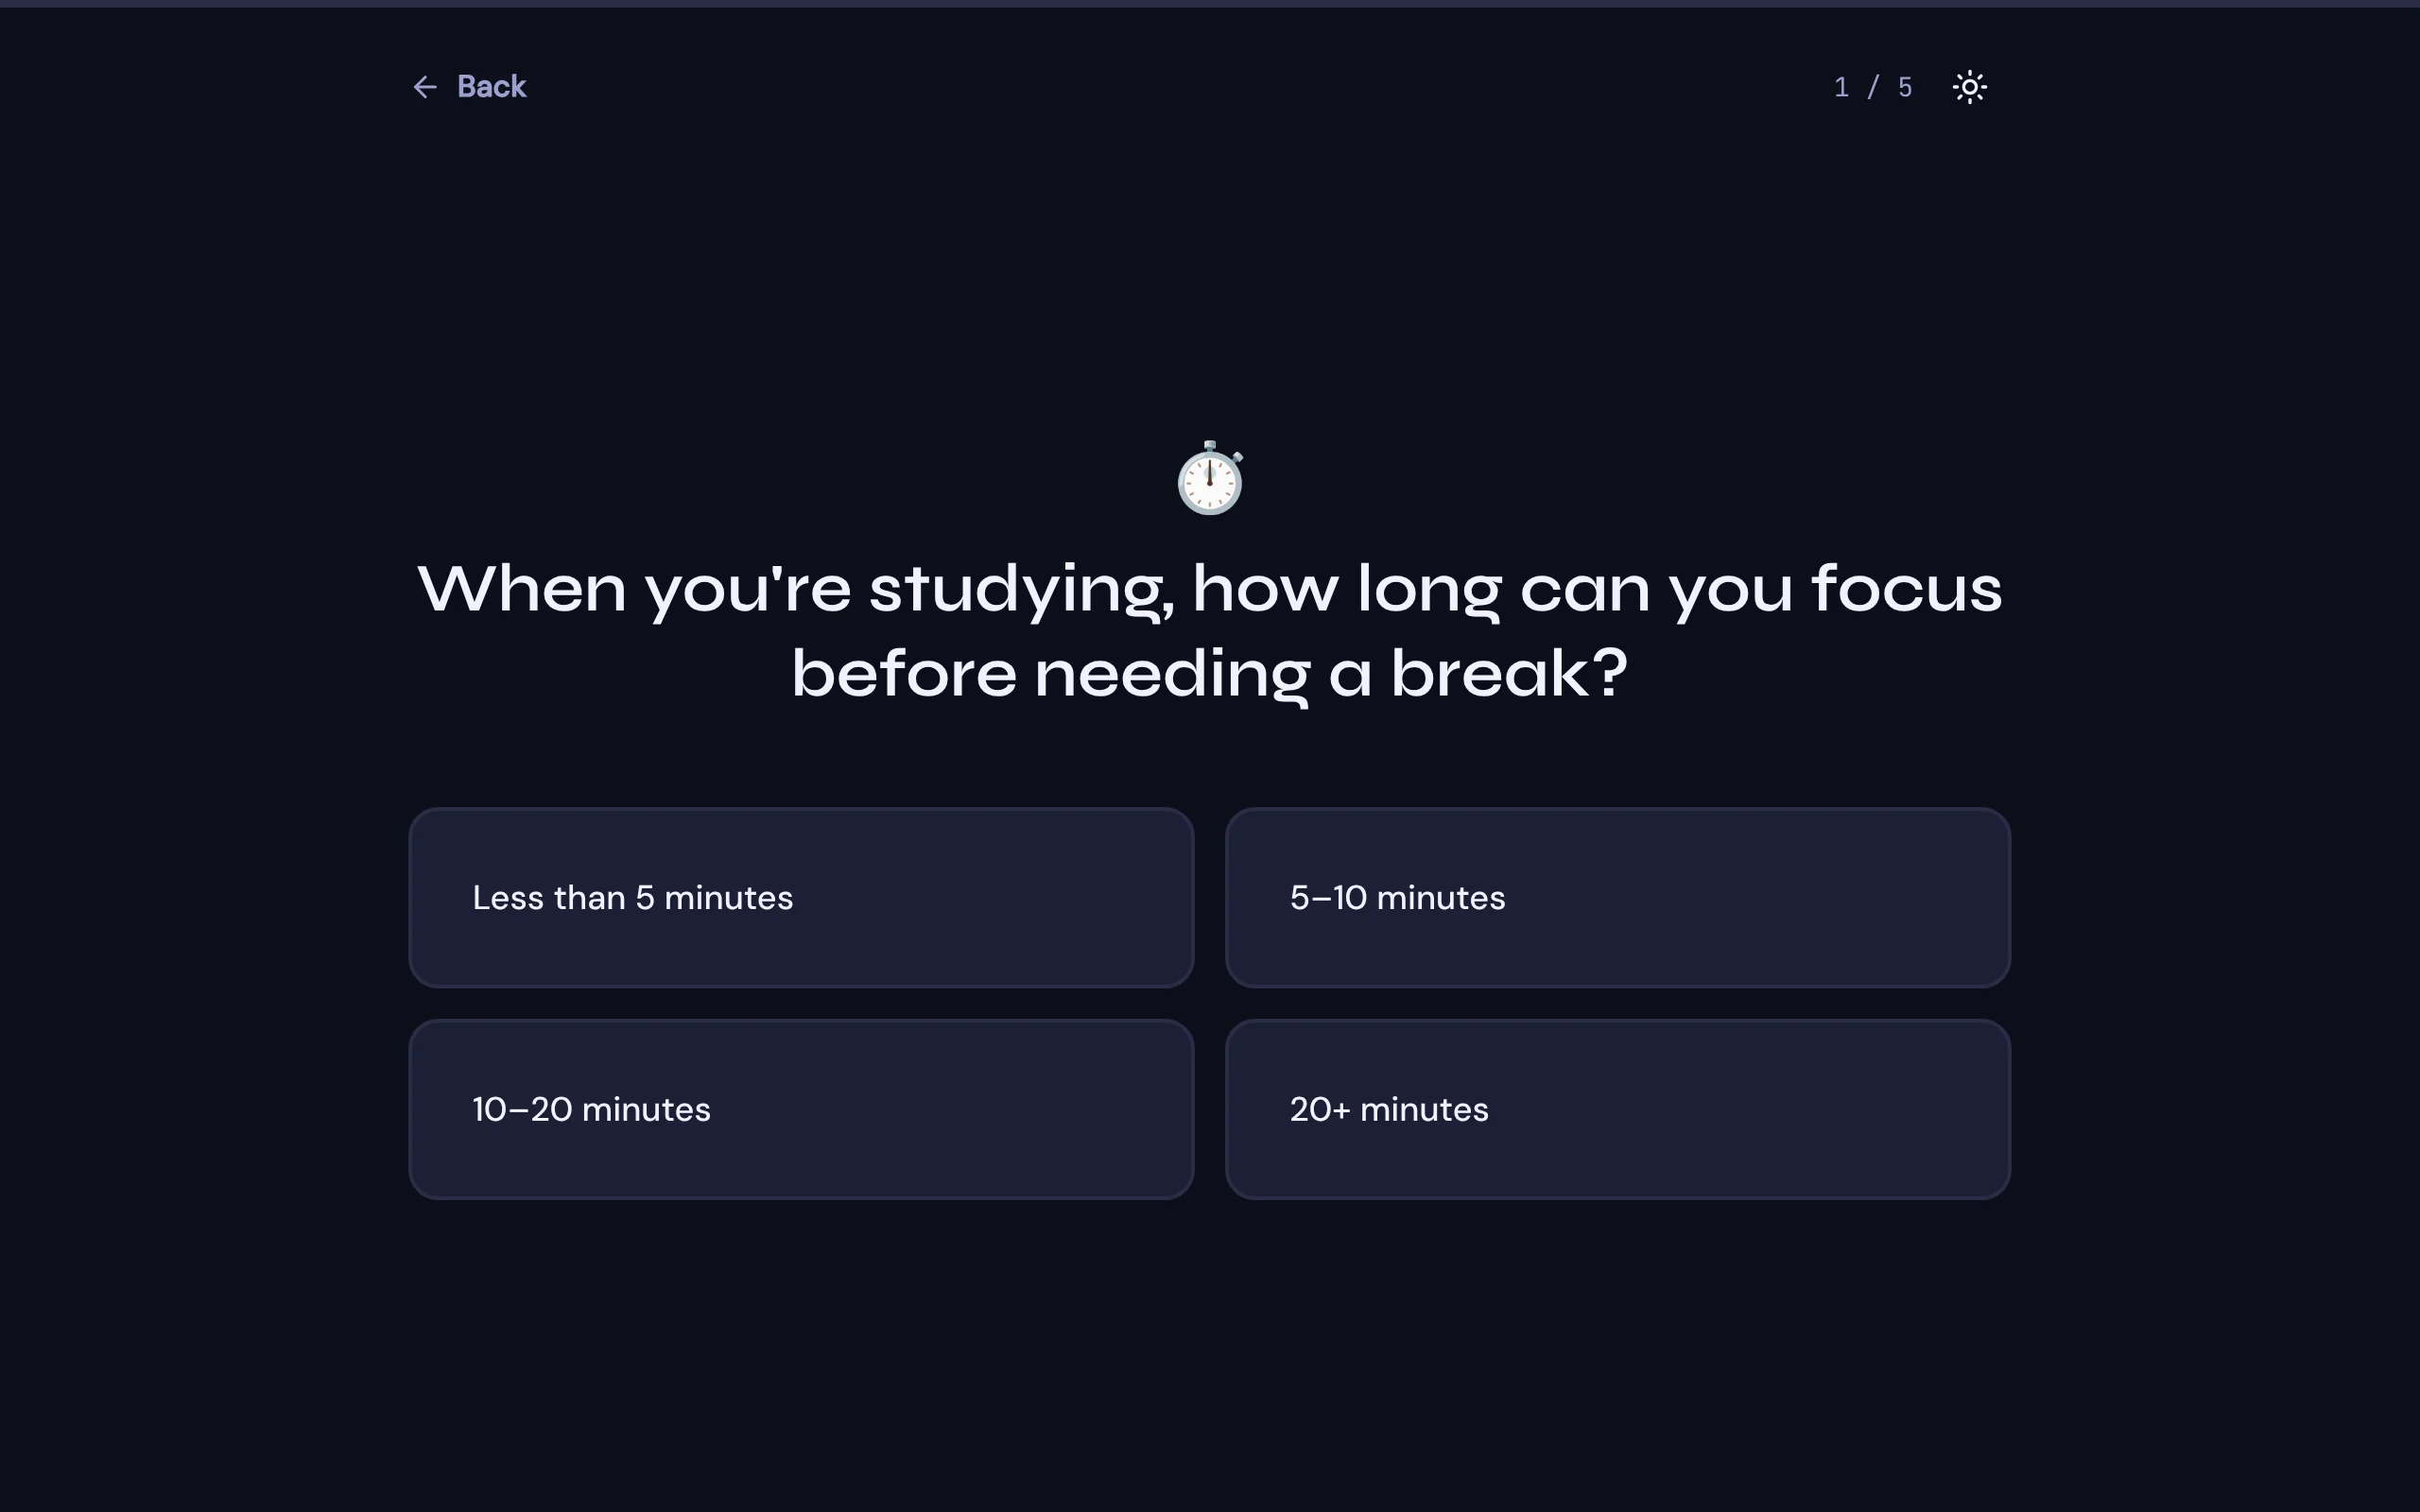 Back
1 / 5
When you're studying, how long can you focus
before needing a break?
Less than 5 minutes
5–10 minutes
10–20 minutes
20+ minutes